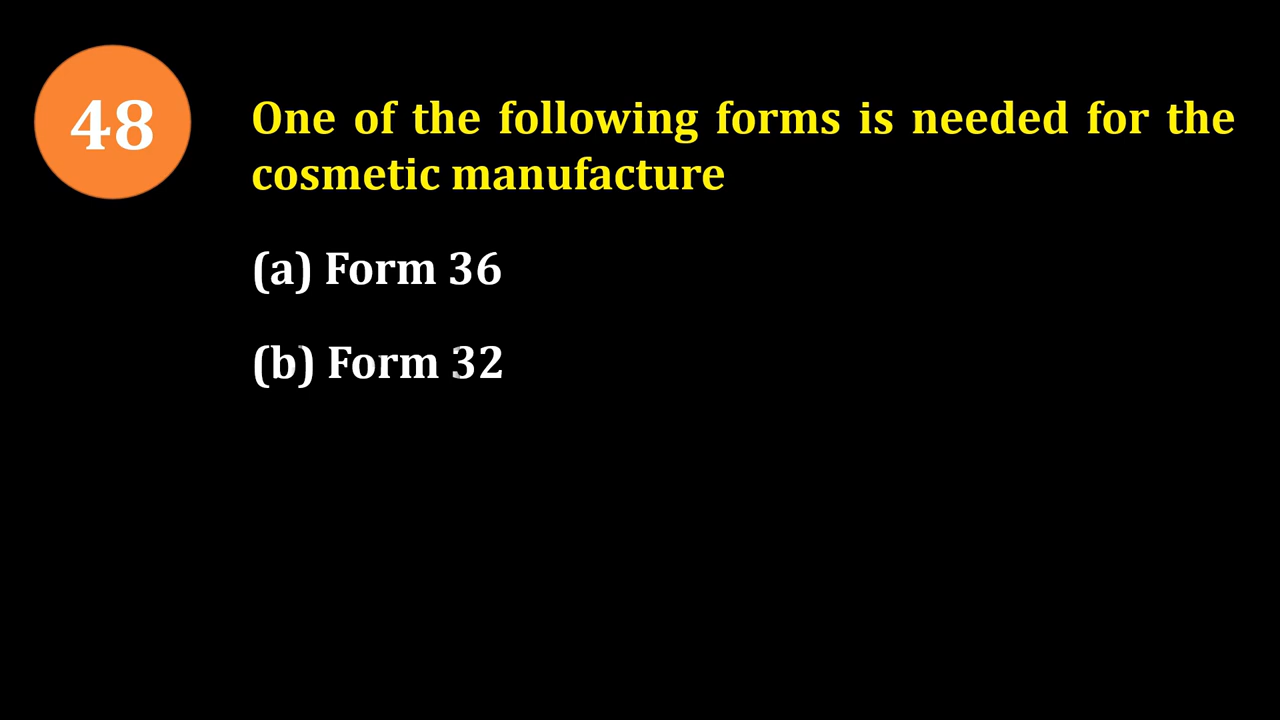 48
One of the following forms is needed for the
cosmetic manufacture
(a) Form 36
(b) Form 32